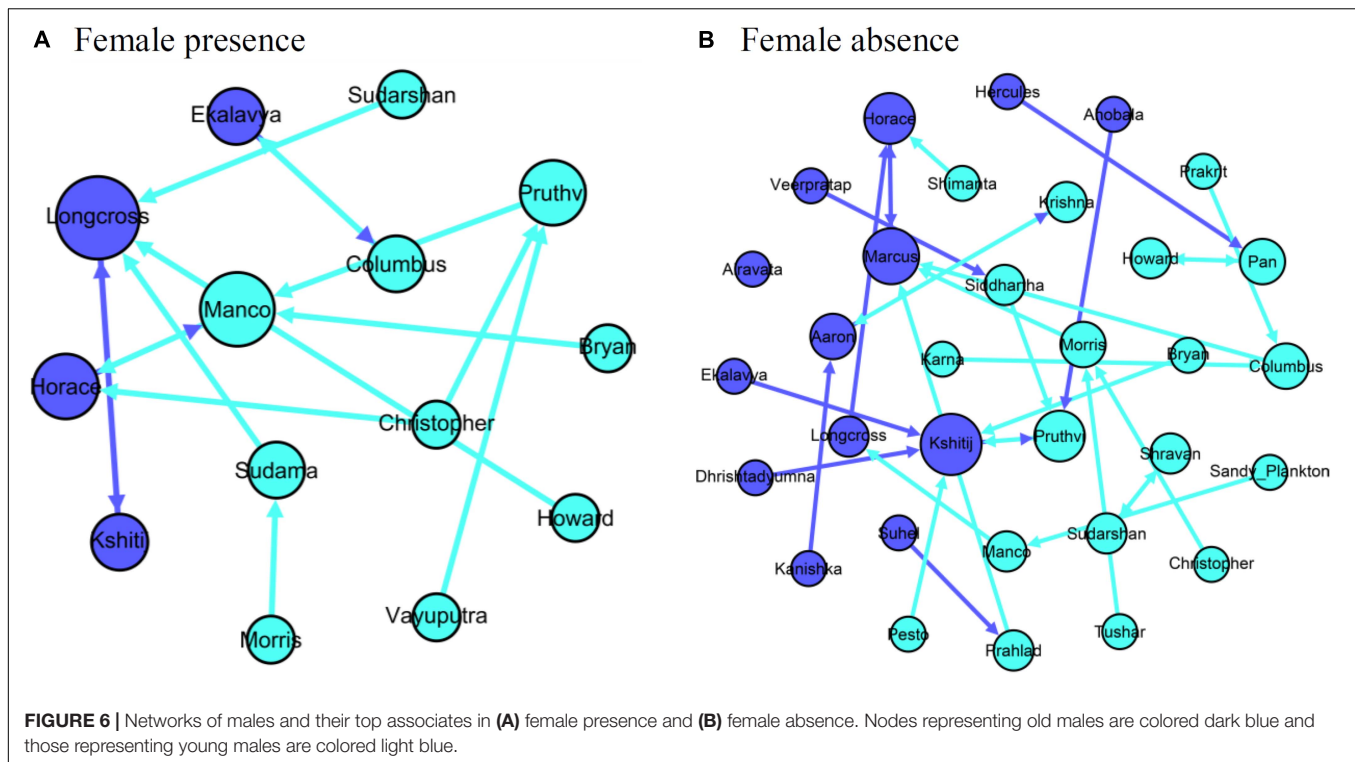 A Female presence
Ekalavya
Sudarshan
Longcross
Pruthv
Columbus
Manco
Bryan
Horace
Christopher
Sudama
Howard
Kshiti
Vayuputra
Morris
B Female absence
Hercules
Horace
Ahobala
Prakrit
Veerpratap
Shimanta
Krishna
Marcus
Howard
Pan
Airavata
Siddhartha
Aaron
Karna
Morris
Bryan
Columbus
Ekalavya
Longcross
Kshitij
Pruthvi
Shravan
Dhrishtadyumna
Sandy_Plankton
Suhel
Manco
Sudarshan
Kanishka
Christopher
Pesto
Prahlad
Tushar
FIGURE 6 | Networks of males and their top associates in (A) female presence and (B) female absence. Nodes representing old males are colored dark blue and
those representing young males are colored light blue.